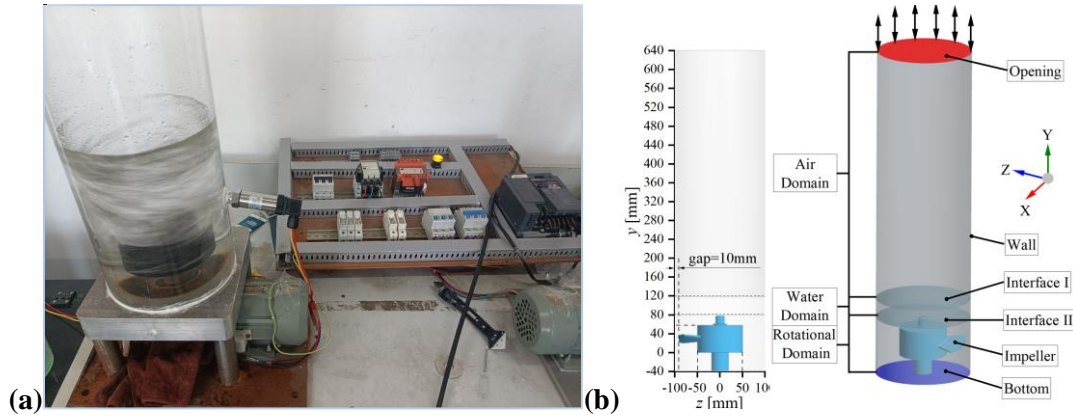 (a)
(b)
640
600
560
520
480
440
400
360
320
280
240
200
160
120
80
40
0
-40
y [mm]
gap=10mm
-100
-50
0
50
100
z [mm]
Air
Domain
Water
Domain
Rotational
Domain
Opening
Y
Z
X
Wall
Interface I
Interface II
Impeller
Bottom